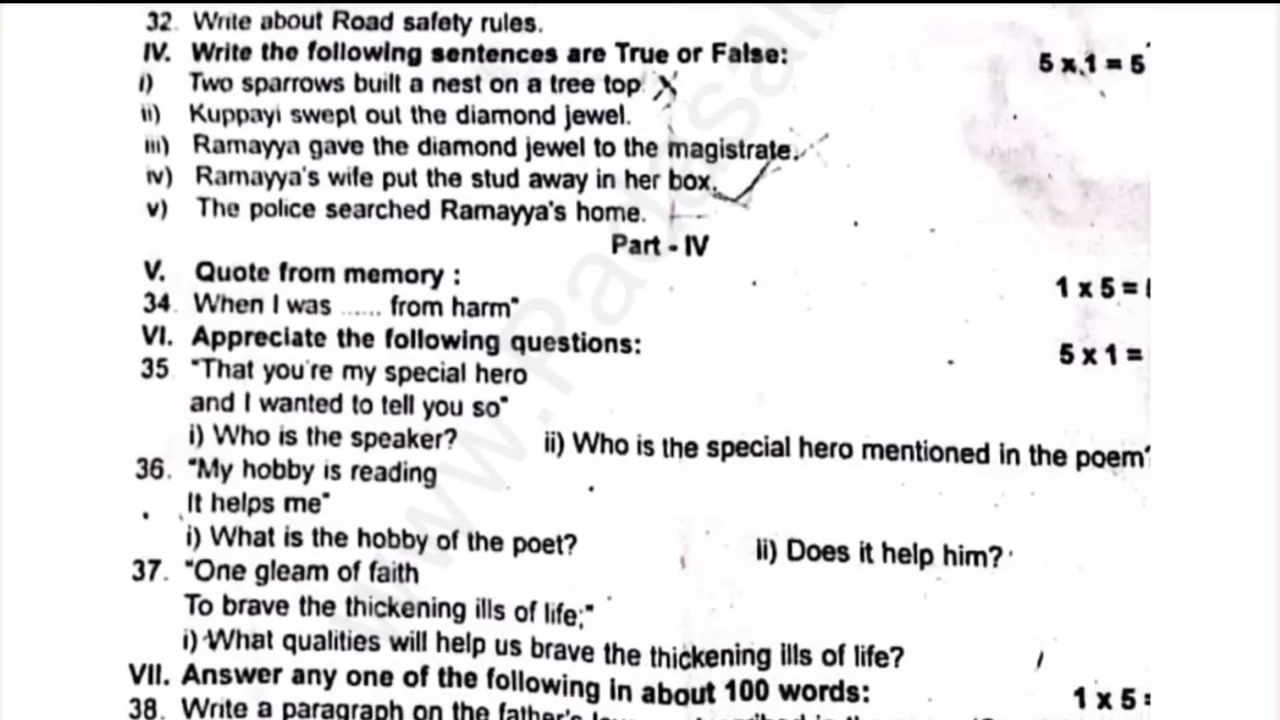 32. Write about Road safety rules.
IV. Write the following sentences are True or False: 5 x 1 = 5
i) Two sparrows built a nest on a tree top
ii) Kuppayi swept out the diamond jewel.
iii) Ramayya gave the diamond jewel to the magistrate.
iv) Ramayya's wife put the stud away in her box.
v) The police searched Ramayya's home.
Part - IV
V. Quote from memory : 1 x 5 =
34. When I was ...... from harm"
VI. Appreciate the following questions: 5 x 1 =
35 "That you're my special hero
and I wanted to tell you so"
i) Who is the speaker? ii) Who is the special hero mentioned in the poem
36. "My hobby is reading
It helps me"
i) What is the hobby of the poet? ii) Does it help him?
37. "One gleam of faith
To brave the thickening ills of life;"
i) What qualities will help us brave the thickening ills of life?
VII. Answer any one of the following in about 100 words: 1 x 5 =
38. Write a paragraph on the father's